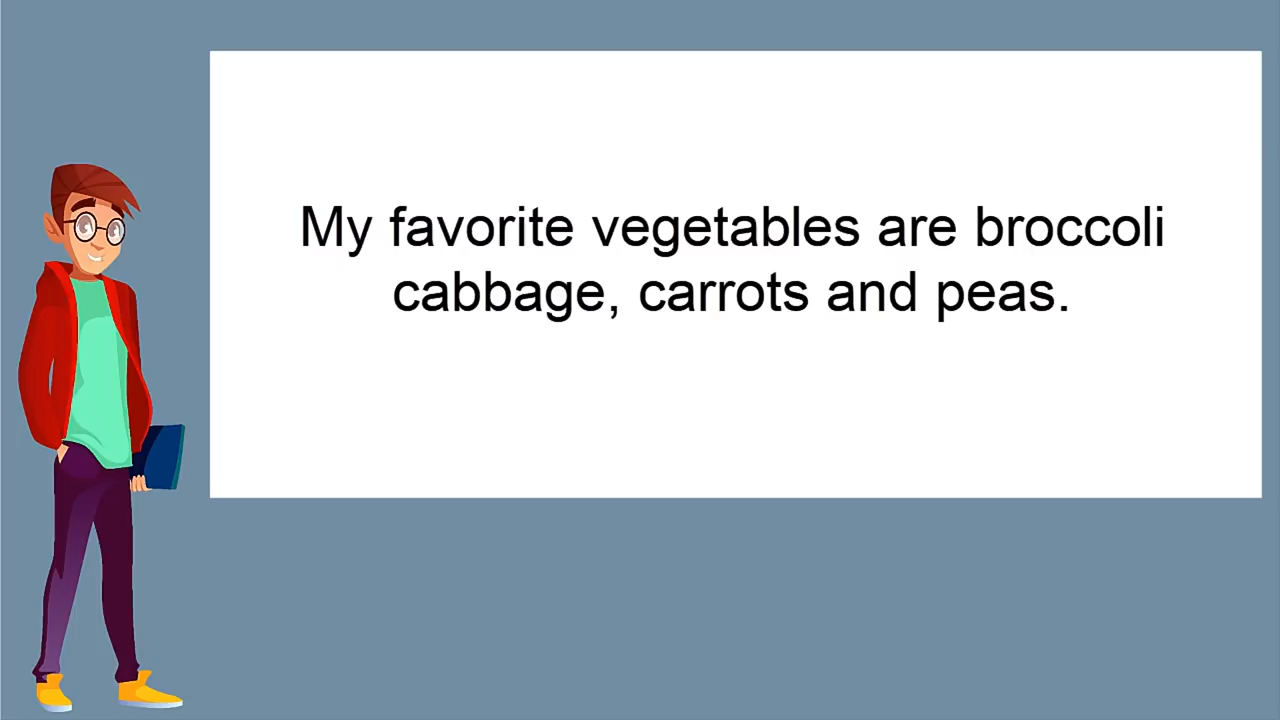 My favorite vegetables are broccoli
cabbage, carrots and peas.